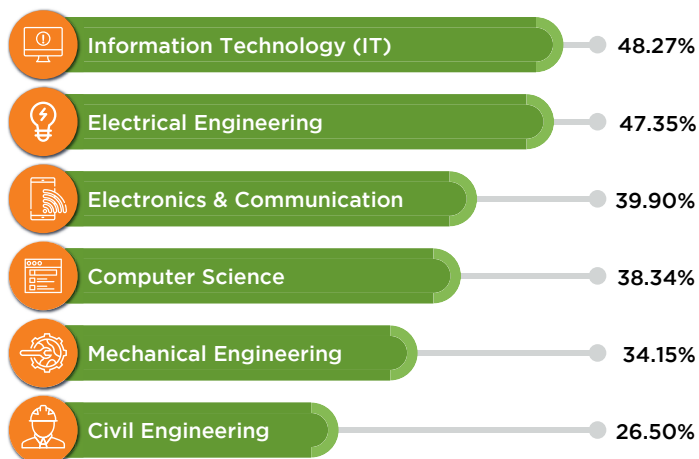 Information Technology (IT) 48.27%
Electrical Engineering 47.35%
Electronics & Communication 39.90%
Computer Science 38.34%
Mechanical Engineering 34.15%
Civil Engineering 26.50%